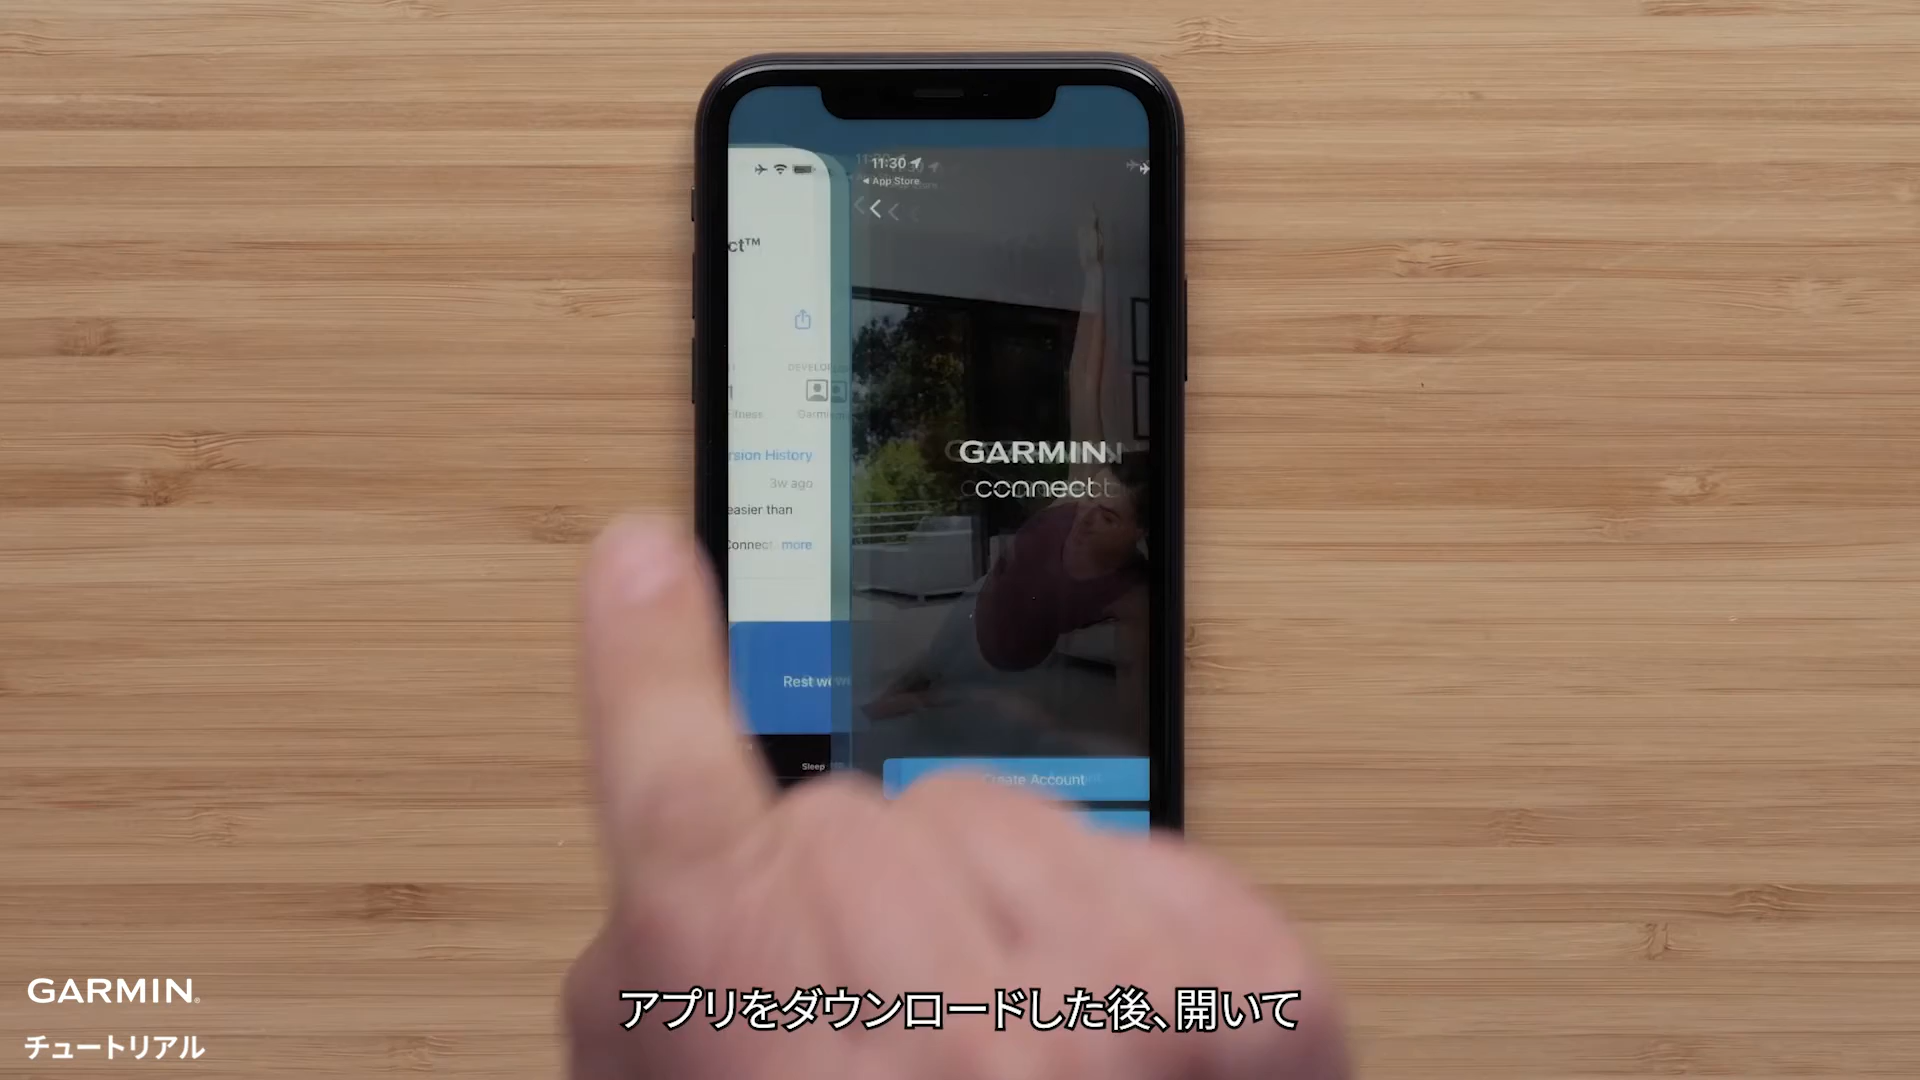 11:30
App Store
ct™
Version History
3w ago
easier than
Connect
more
Rest
Sleep
GARMIN
connect
Create Account
アプリをダウンロードした後、開いて
GARMIN
チュートリアル